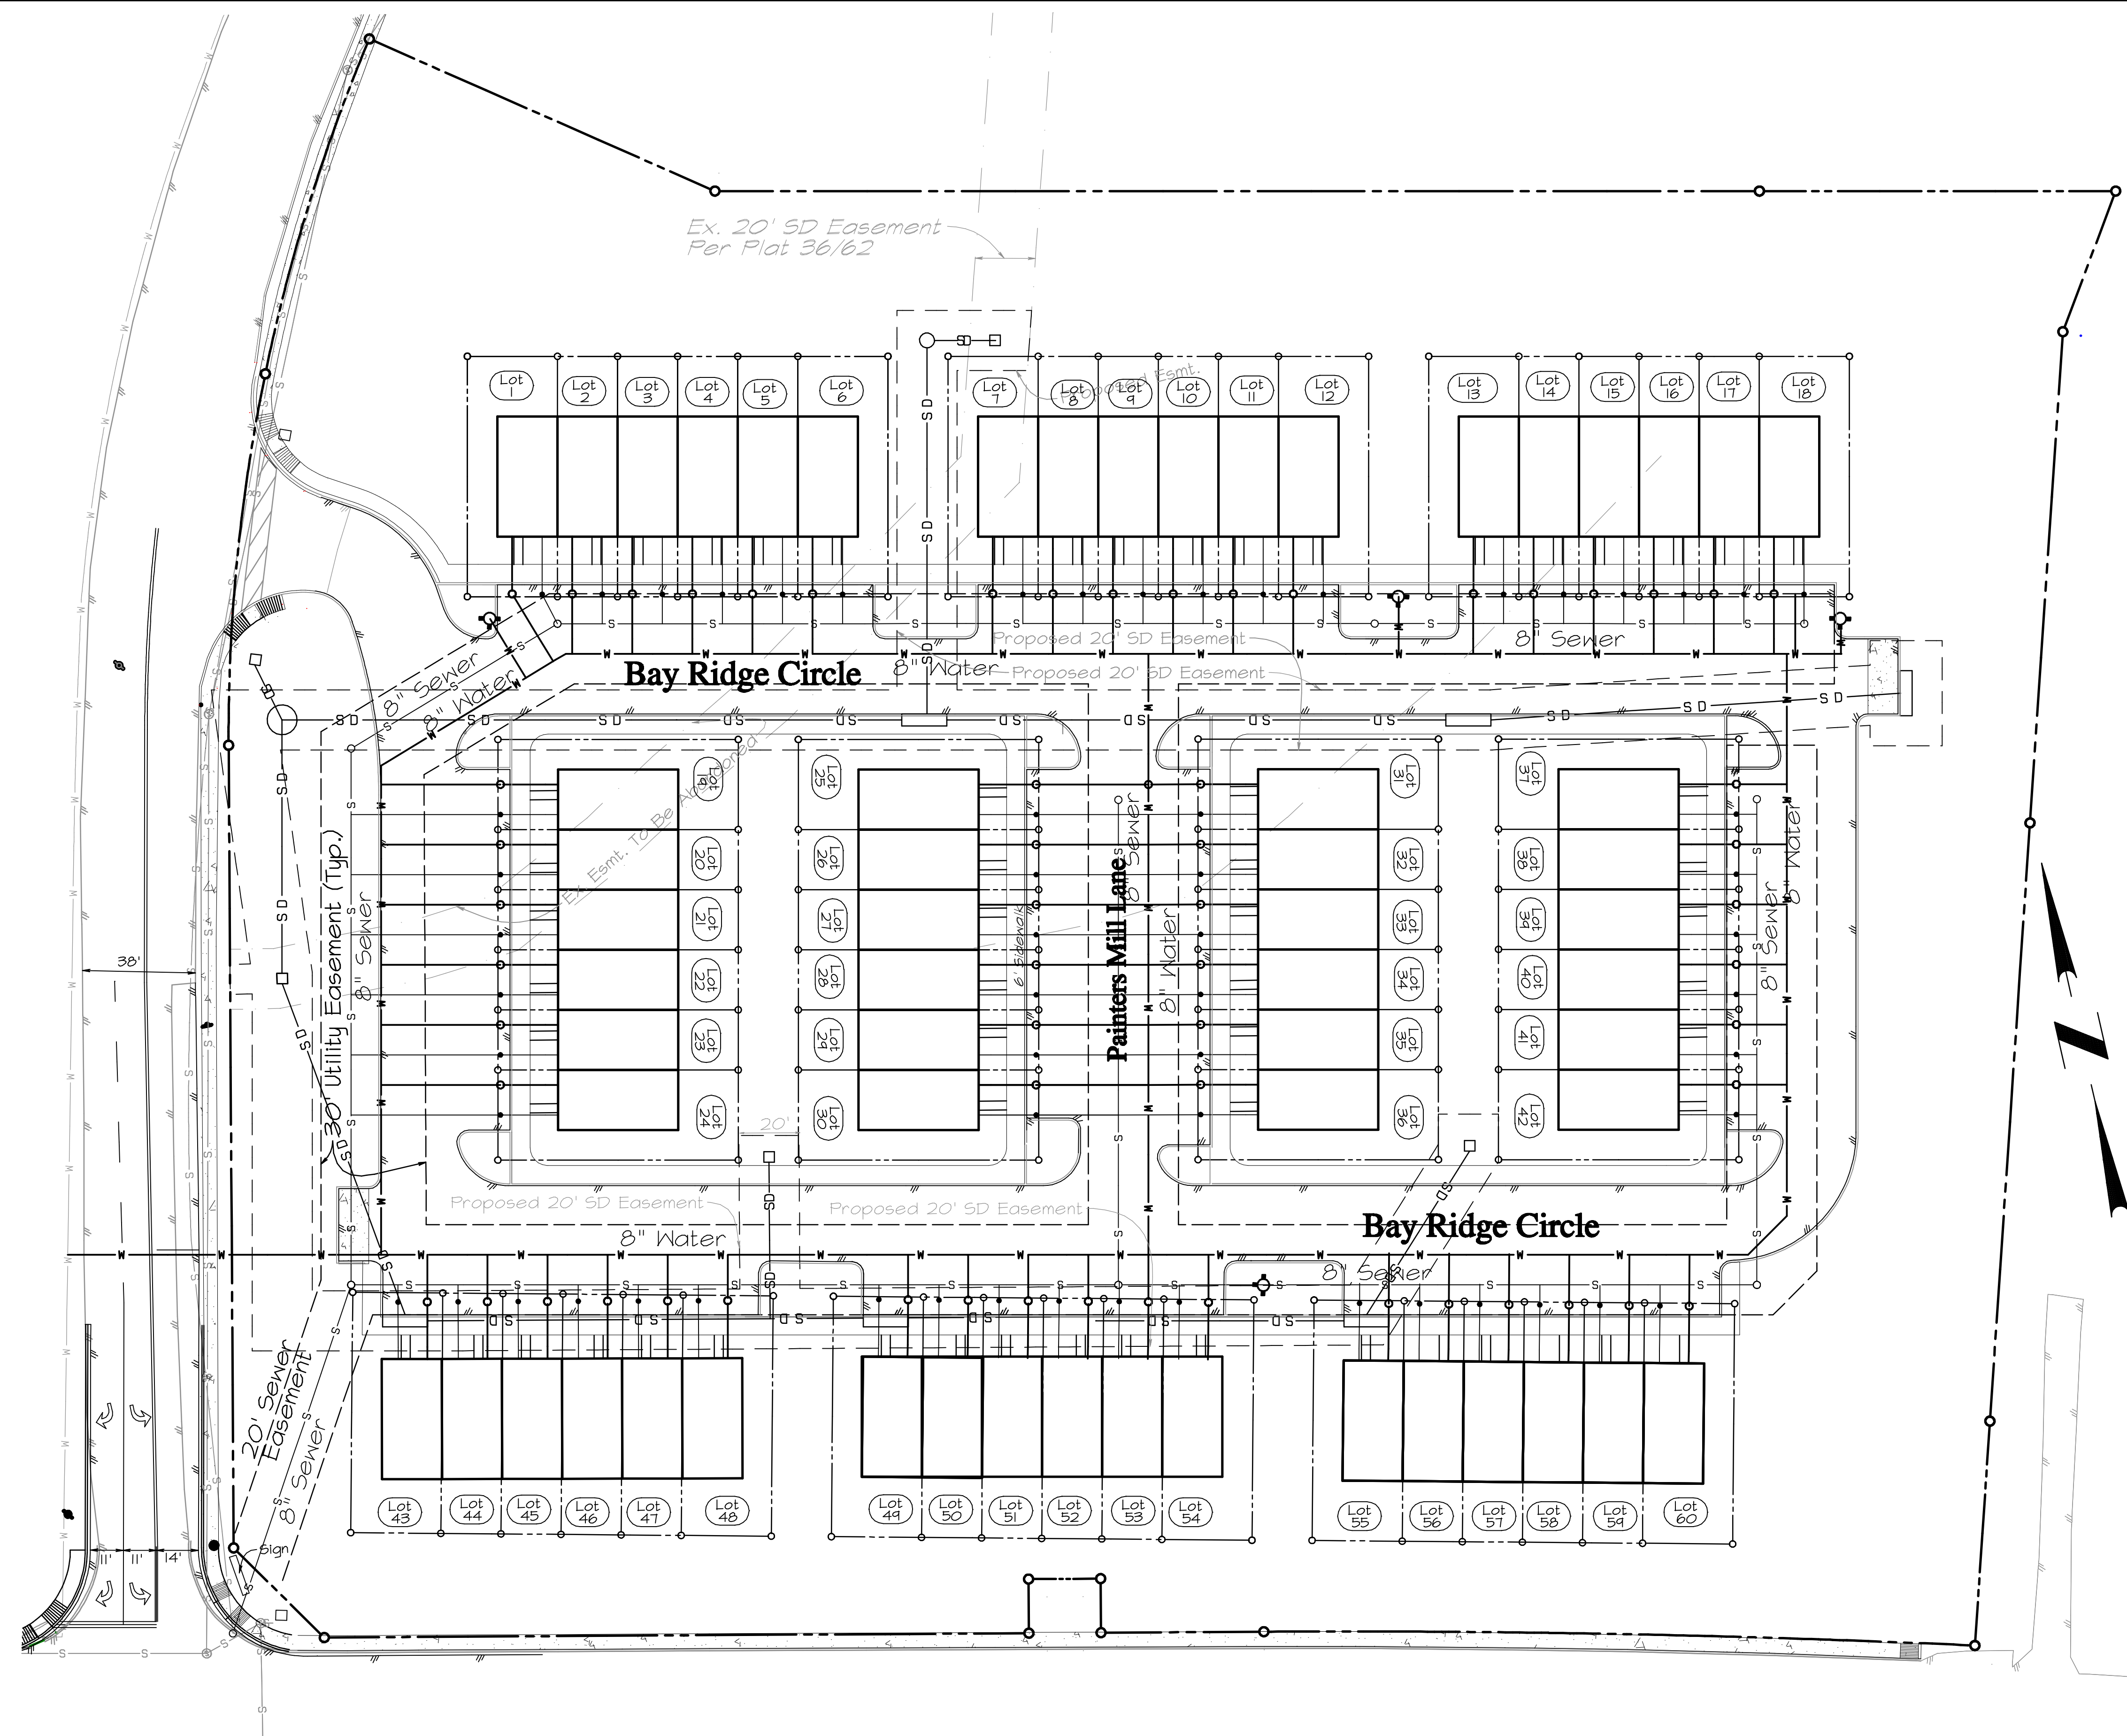 Ex. 20' SD Easement
Per Plat 36/62
SD
Lot
1
Lot
2
Lot
3
Lot
4
Lot
5
Lot
6
Lot
7
Lot
8
Lot
9
Lot
10
Lot
11
Lot
12
Proposed Esmt.
Lot
13
Lot
14
Lot
15
Lot
16
Lot
17
Lot
18
Proposed 20' SD Easement
8" Sewer
Bay Ridge Circle
8" Water
Proposed 20' SD Easement
8" Sewer
8" Water
Lot
19
Lot
20
Lot
21
Lot
22
Lot
23
Lot
24
Ex. Esmt. To Be Abandoned
Lot
25
Lot
26
Lot
27
Lot
28
Lot
29
Lot
30
6' Sidewalk
20'
Painters Mill Lane
8" Sewer
8" Water
Lot
31
Lot
32
Lot
33
Lot
34
Lot
35
Lot
36
Lot
37
Lot
38
Lot
39
Lot
40
Lot
41
Lot
42
8" Water
8" Sewer
38'
30' Utility Easement (Typ.)
8" Sewer
Proposed 20' SD Easement
Proposed 20' SD Easement
8" Water
Bay Ridge Circle
8" Sewer
20' Sewer
Easement
8" Sewer
Lot
43
Lot
44
Lot
45
Lot
46
Lot
47
Lot
48
Lot
49
Lot
50
Lot
51
Lot
52
Lot
53
Lot
54
Lot
55
Lot
56
Lot
57
Lot
58
Lot
59
Lot
60
Sign
11'
11'
14'
N